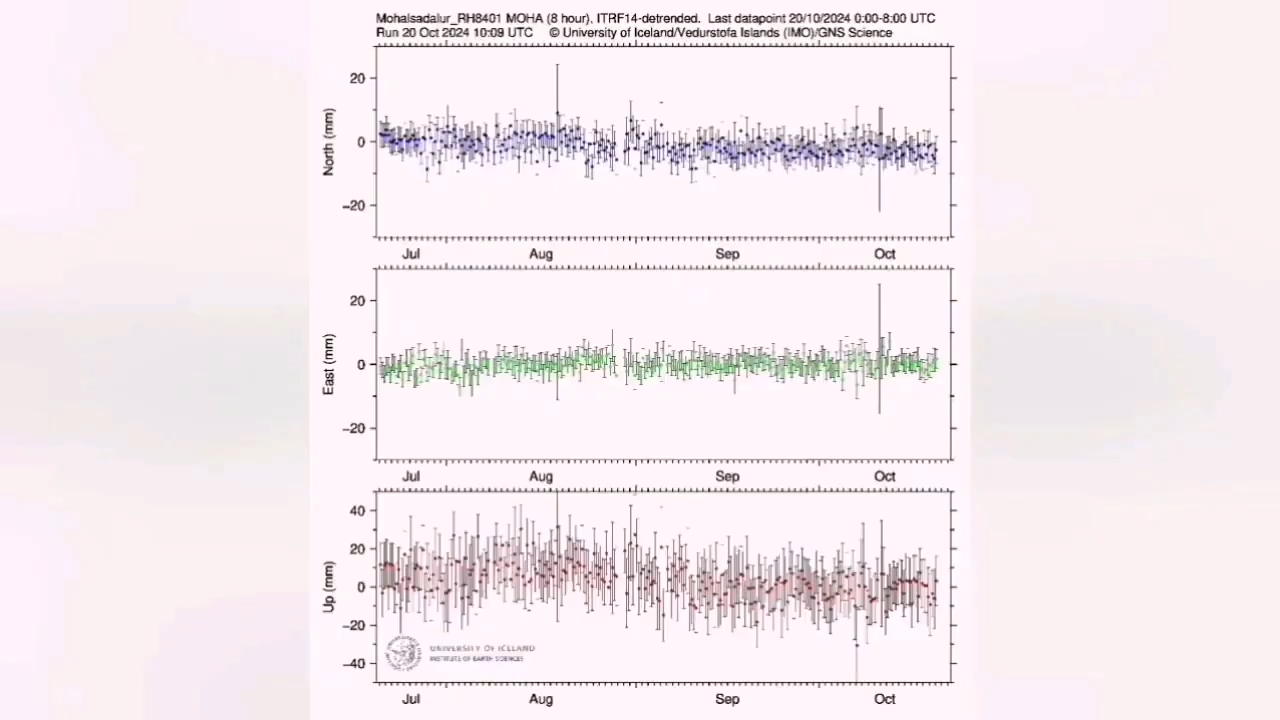 Mohalsadalur_RH8401 MOHA (8 hour), ITRF14-detrended. Last datapoint 20/10/2024 0:00-8:00 UTC
Run 20 Oct 2024 10:09 UTC © University of Iceland/Vedurstofa Islands (IMO)/GNS Science
20
0
−20
North (mm)
Jul Aug Sep Oct
20
0
−20
East (mm)
Jul Aug Sep Oct
40
20
0
−20
−40
Up (mm)
UNIVERSITY OF ICELAND
INSTITUTE OF EARTH SCIENCES
Jul Aug Sep Oct